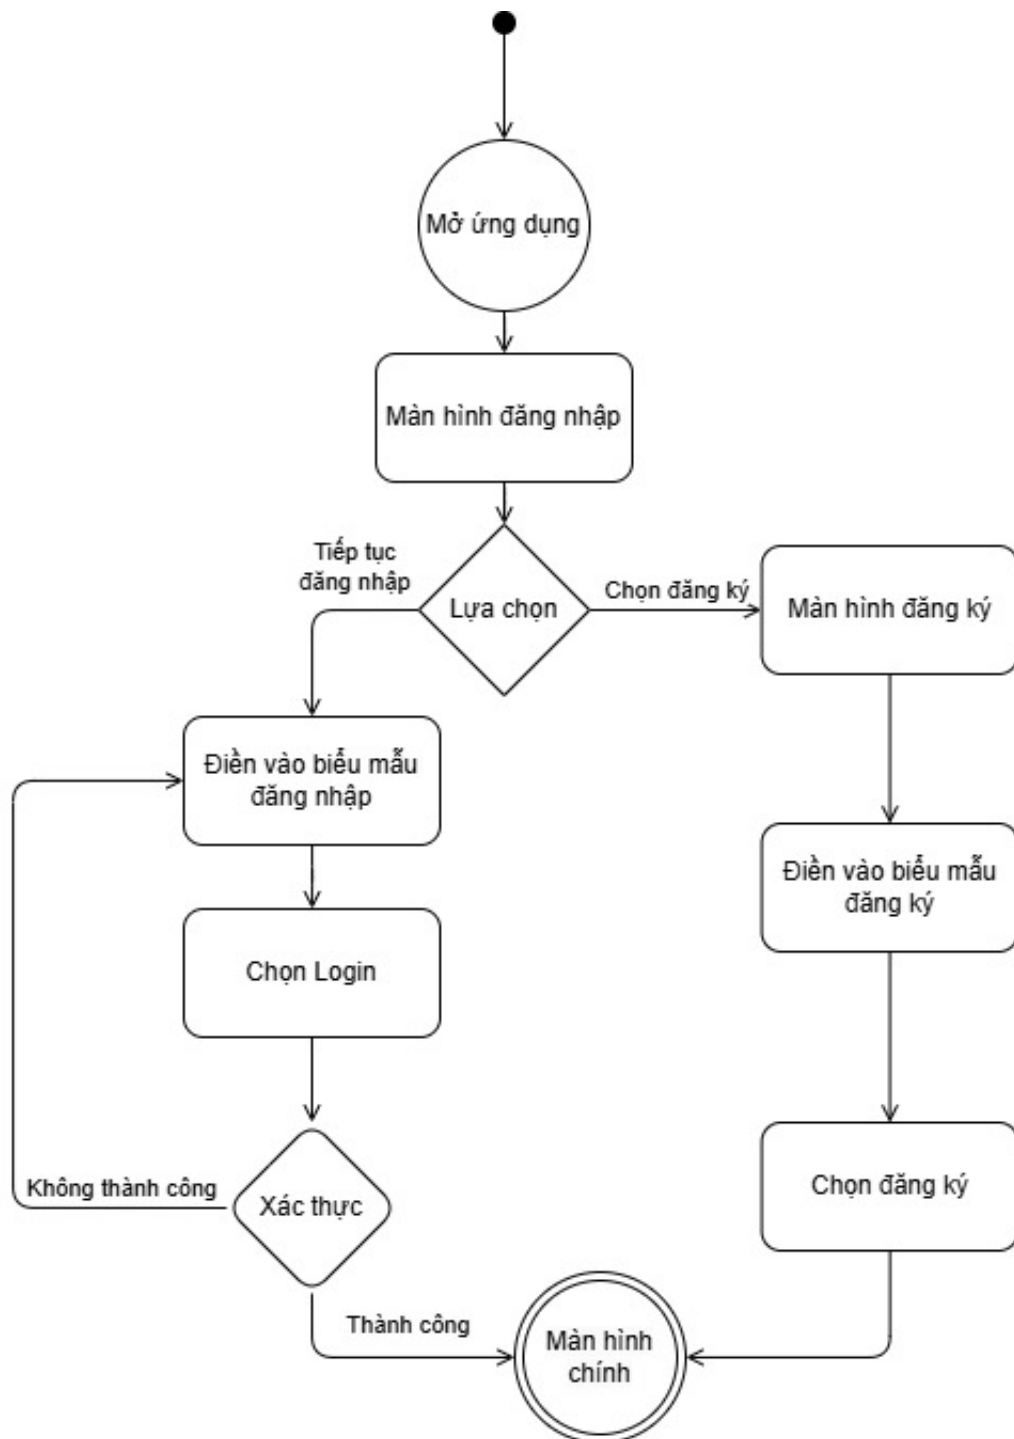 Mở ứng dụng
Màn hình đăng nhập
Tiếp tục
đăng nhập
Lựa chọn
Chọn đăng ký
Màn hình đăng ký
Điền vào biểu mẫu
đăng nhập
Điền vào biểu mẫu
đăng ký
Chọn Login
Không thành công
Xác thực
Chọn đăng ký
Thành công
Màn hình
chính